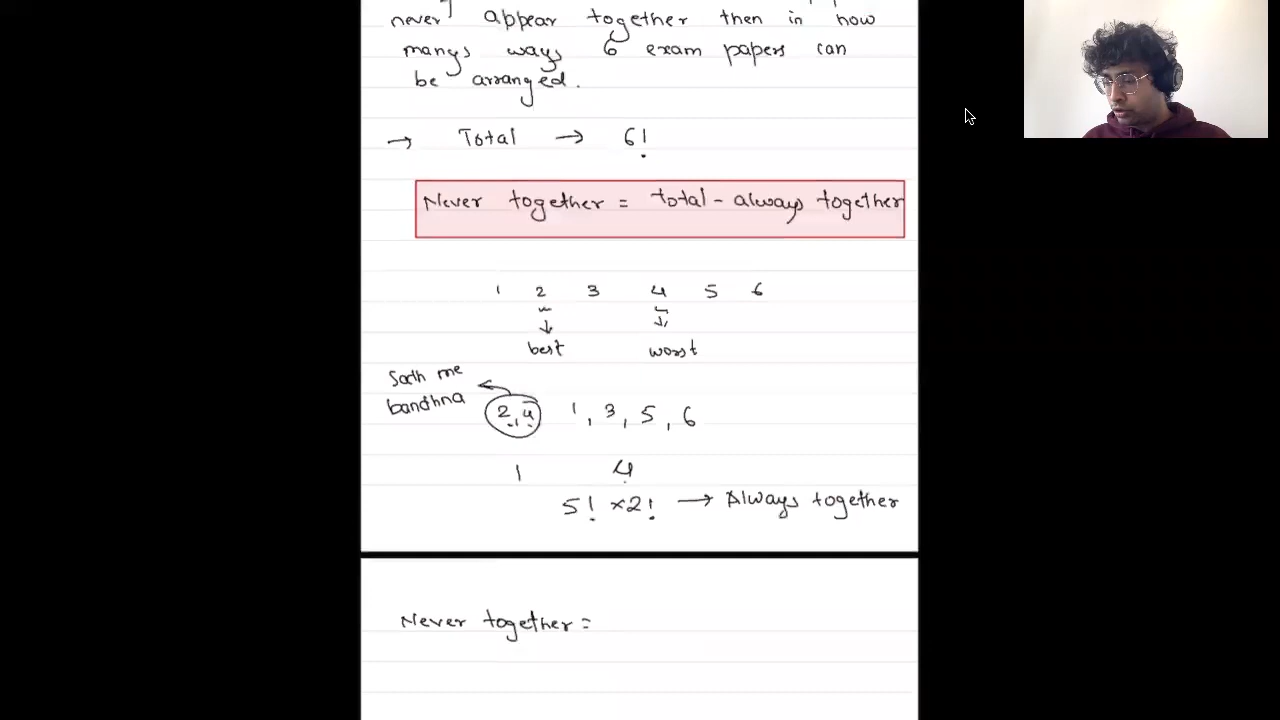 never appear together then in how
manys ways 6 exam papers can
be arranged.
→ Total → 6!
Never together = total - always together
1 2 3 4 5 6
best worst
Sath me
bandhna
2,4 1, 3, 5, 6
1 4
5! ×2! → Always together
Never together =